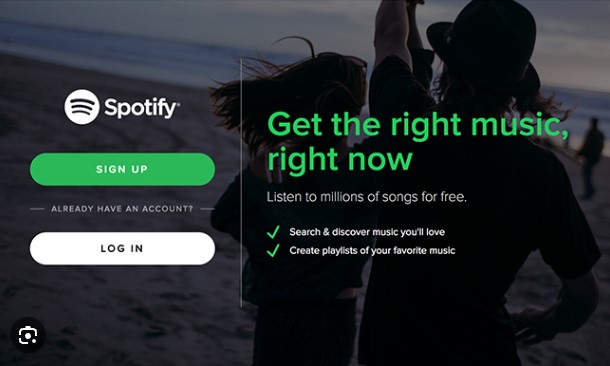 Spotify®
SIGN UP
ALREADY HAVE AN ACCOUNT?
LOG IN
Get the right music,
right now
Listen to millions of songs for free.
Search & discover music you'll love
Create playlists of your favorite music